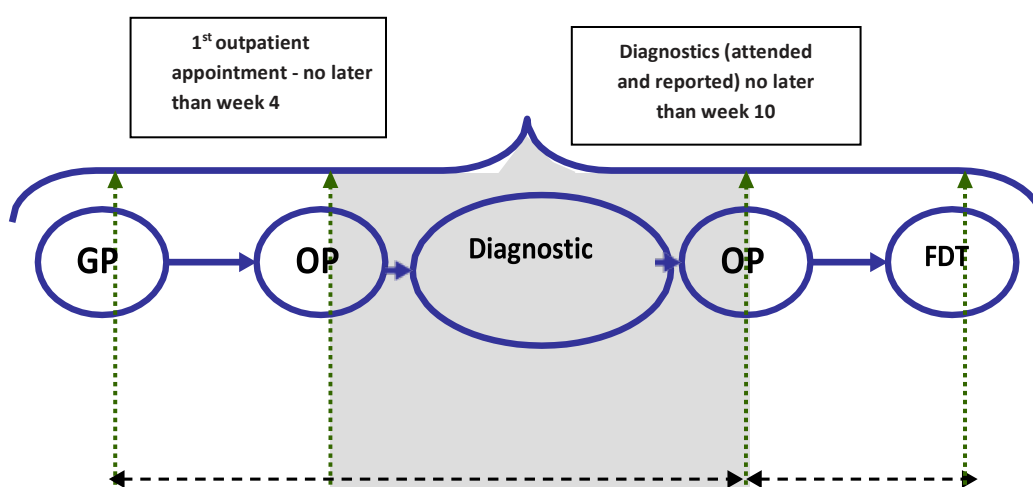 1st outpatient
appointment - no later
than week 4
Diagnostics (attended
and reported) no later
than week 10
GP
OP
Diagnostic
OP
FDT